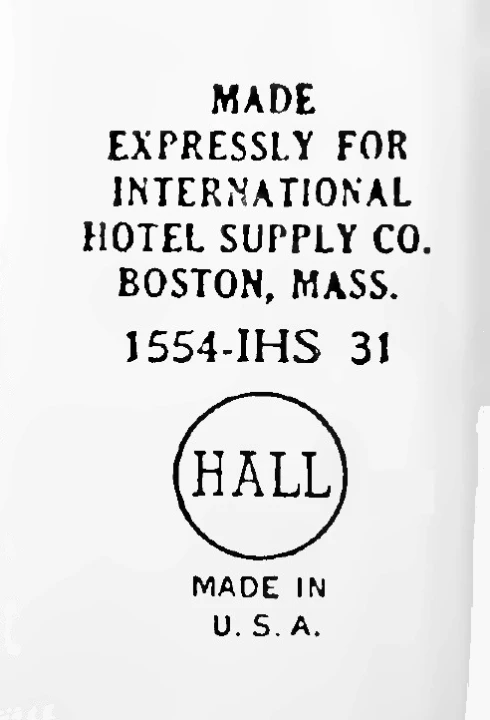 MADE
EXPRESSLY FOR
INTERNATIONAL
HOTEL SUPPLY CO.
BOSTON, MASS.
1554-IHS 31
HALL
MADE IN
U. S. A.